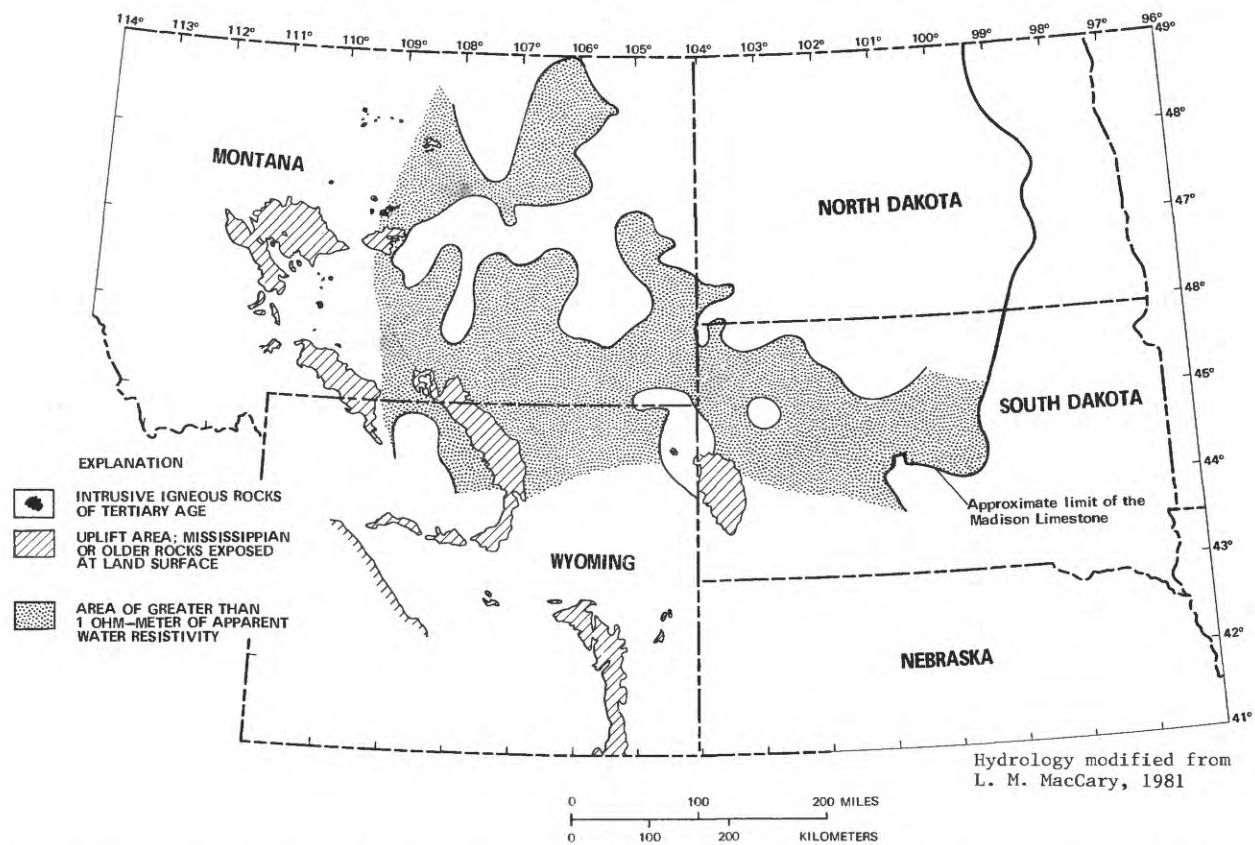 114°
113°
112°
111°
110°
109°
108°
107°
106°
105°
104°
103°
102°
101°
100°
99°
98°
97°
96°
49°
48°
47°
48°
45°
44°
43°
42°
41°
MONTANA
NORTH DAKOTA
SOUTH DAKOTA
WYOMING
NEBRASKA
Approximate limit of the
Madison Limestone
EXPLANATION
INTRUSIVE IGNEOUS ROCKS
OF TERTIARY AGE
UPLIFT AREA; MISSISSIPPIAN
OR OLDER ROCKS EXPOSED
AT LAND SURFACE
AREA OF GREATER THAN
1 OHM–METER OF APPARENT
WATER RESISTIVITY
Hydrology modified from
L. M. MacCary, 1981
0 100 200 MILES
0 100 200 KILOMETERS